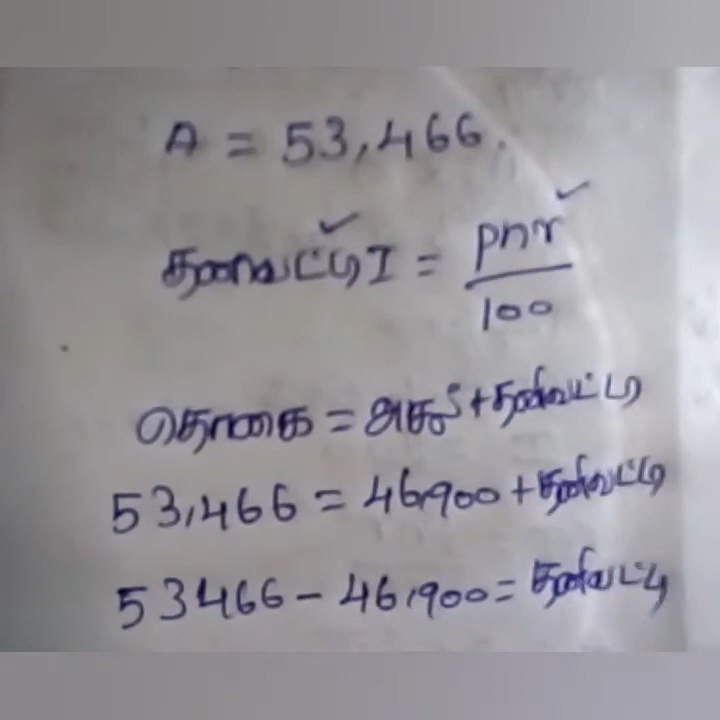 A = 53,466.
தனிவட்டி I = pnr / 100
தொகை = அசல் + தனிவட்டி
53,466 = 46,900 + தனிவட்டி
53466 - 46,900 = தனிவட்டி